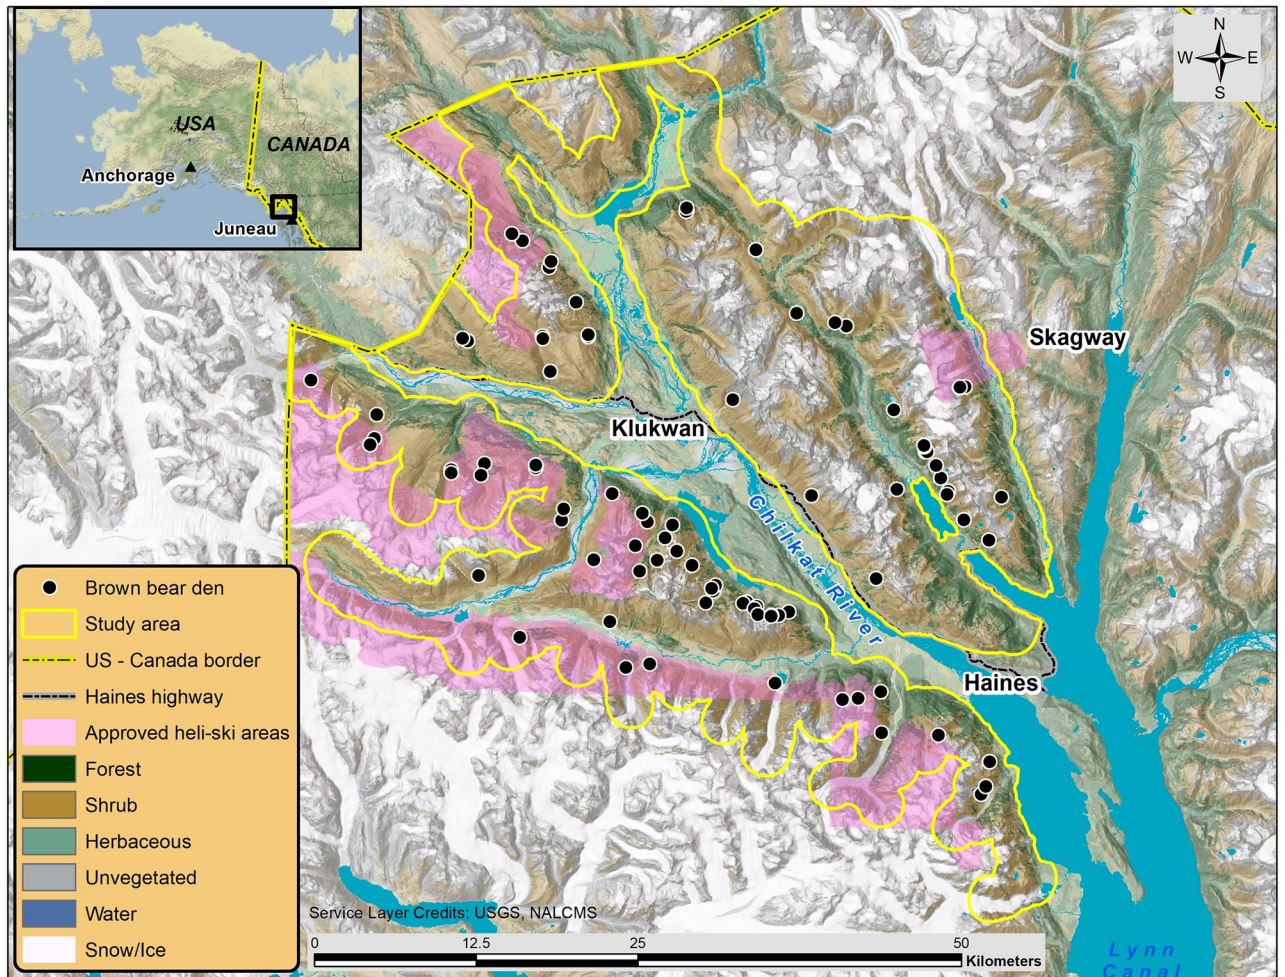 N
W E
S
USA
CANADA
Anchorage
Juneau
Skagway
Klukwan
Chilkat River
Haines
Brown bear den
Study area
US - Canada border
Haines highway
Approved heli-ski areas
Forest
Shrub
Herbaceous
Unvegetated
Water
Snow/Ice
Service Layer Credits: USGS, NALCMS
0 12.5 25 50
Kilometers
Lynn
Canal